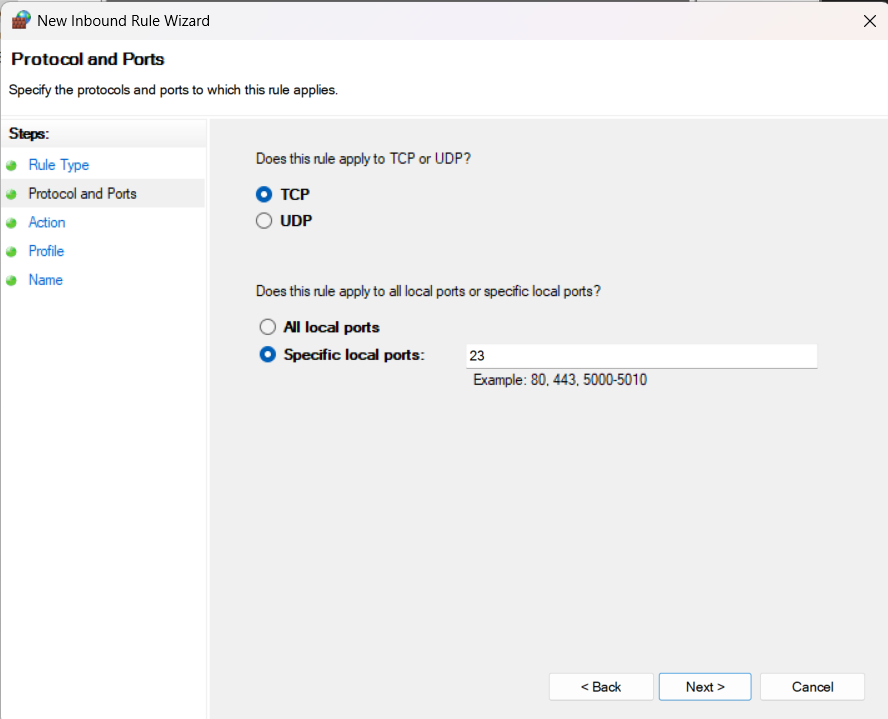 New Inbound Rule Wizard
Protocol and Ports
Specify the protocols and ports to which this rule applies.
Steps:
Rule Type
Protocol and Ports
Action
Profile
Name
Does this rule apply to TCP or UDP?
TCP
UDP
Does this rule apply to all local ports or specific local ports?
All local ports
Specific local ports: 23
Example: 80, 443, 5000-5010
< Back Next > Cancel